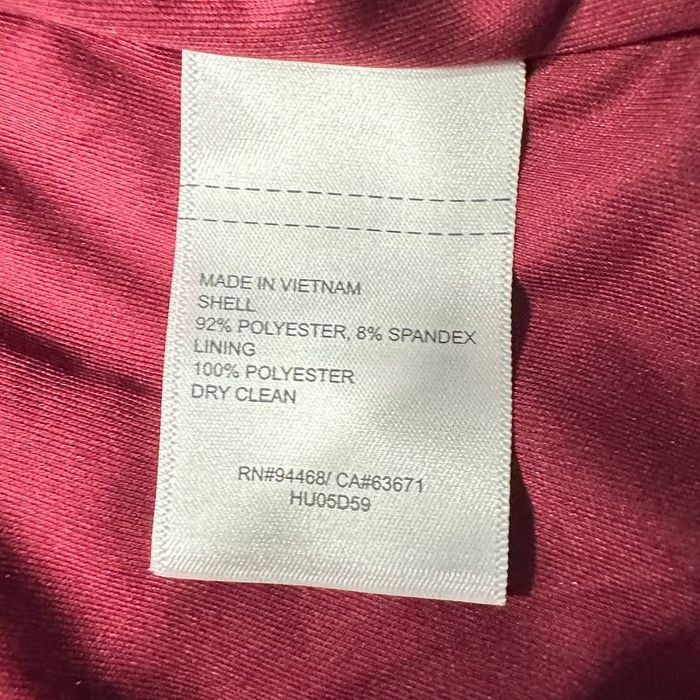 MADE IN VIETNAM
SHELL
92% POLYESTER, 8% SPANDEX
LINING
100% POLYESTER
DRY CLEAN
RN#94468/ CA#63671
HU05D59